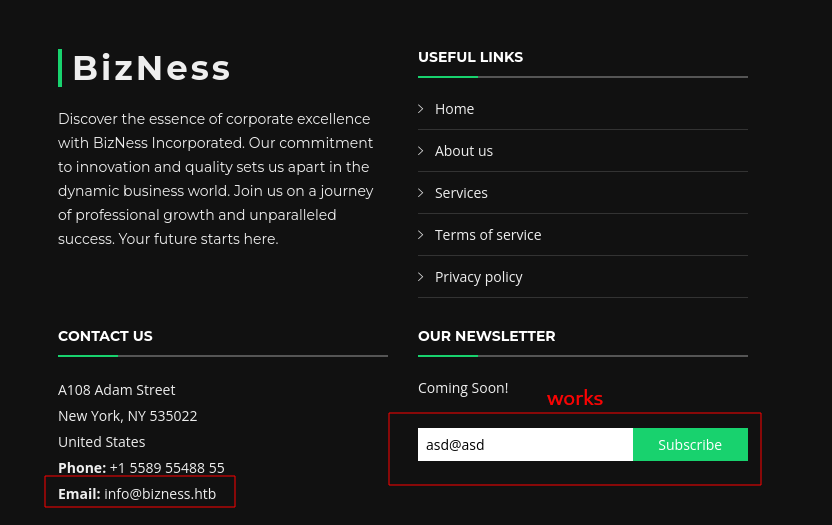 BizNess
Discover the essence of corporate excellence
with BizNess Incorporated. Our commitment
to innovation and quality sets us apart in the
dynamic business world. Join us on a journey
of professional growth and unparalleled
success. Your future starts here.
USEFUL LINKS
Home
About us
Services
Terms of service
Privacy policy
CONTACT US
A108 Adam Street
New York, NY 535022
United States
Phone: +1 5589 55488 55
Email: info@bizness.htb
OUR NEWSLETTER
Coming Soon!
works
asd@asd
Subscribe